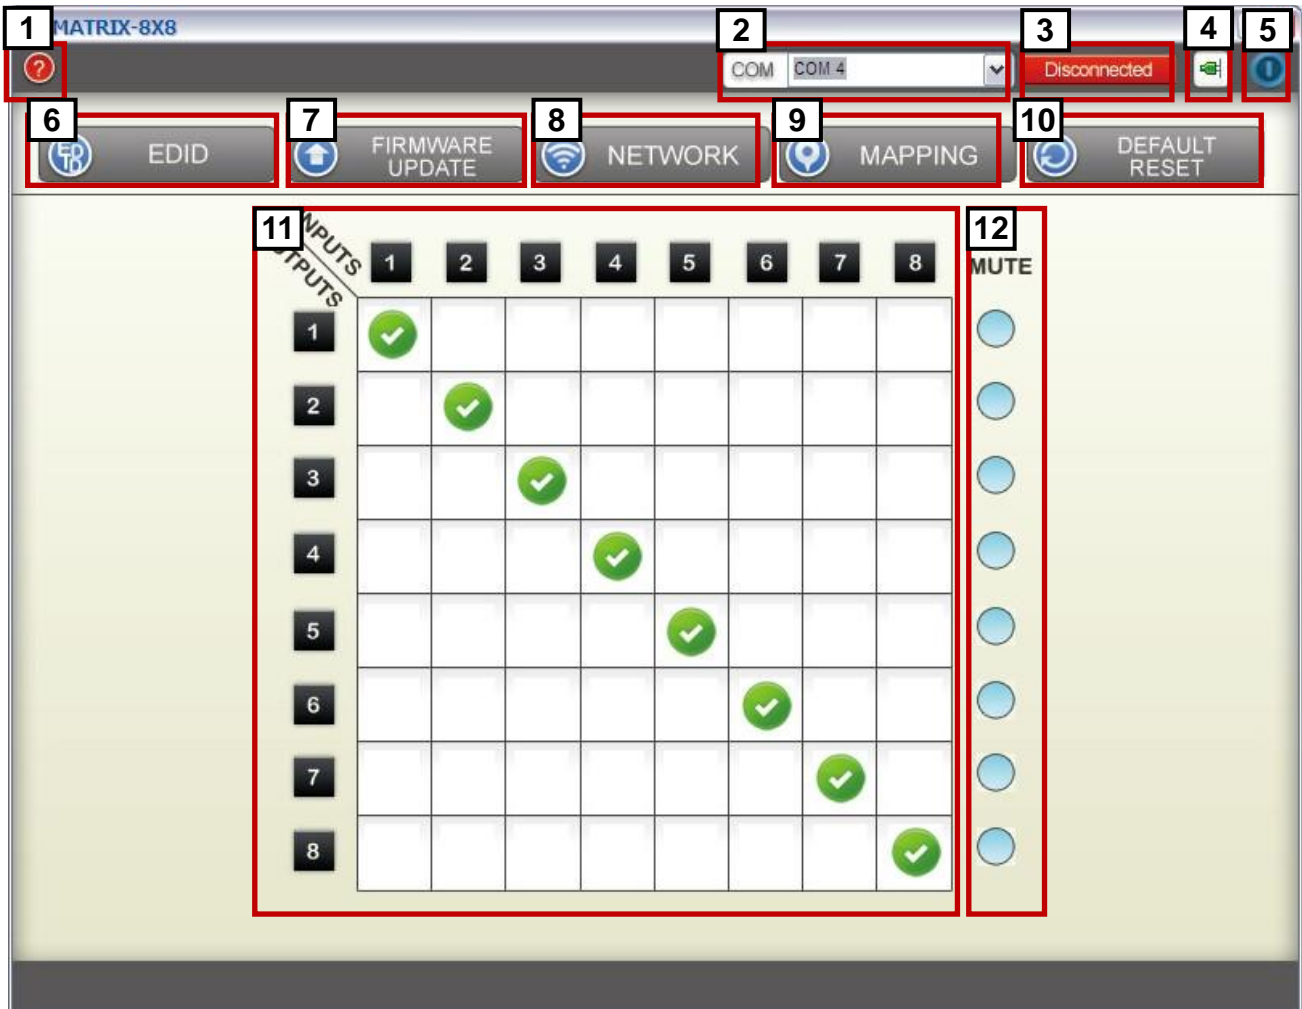 1 MATRIX-8X8 2 3 4 5
? COM COM 4 Disconnected
6 7 8 9 10
EDID FIRMWARE UPDATE NETWORK MAPPING DEFAULT RESET
11 12
1 2 3 4 5 6 7 8 MUTE
1
2
3
4
5
6
7
8